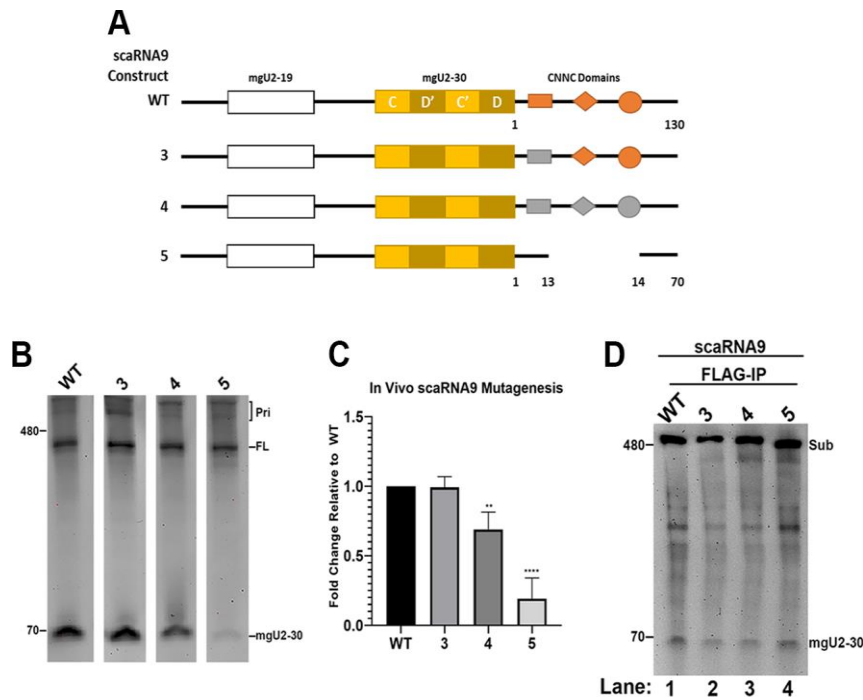 A
scaRNA9
Construct
mgU2-19
mgU2-30
CNNC Domains
WT
C D' C' D
1
130
3
4
5
1
13
14
70
B
WT
3
4
5
Pri
480
FL
70
mgU2-30
C
In Vivo scaRNA9 Mutagenesis
Fold Change Relative to WT
1.5
1.0
0.5
0.0
**
****
WT
3
4
5
D
scaRNA9
FLAG-IP
WT
3
4
5
480
Sub
70
mgU2-30
Lane: 1 2 3 4